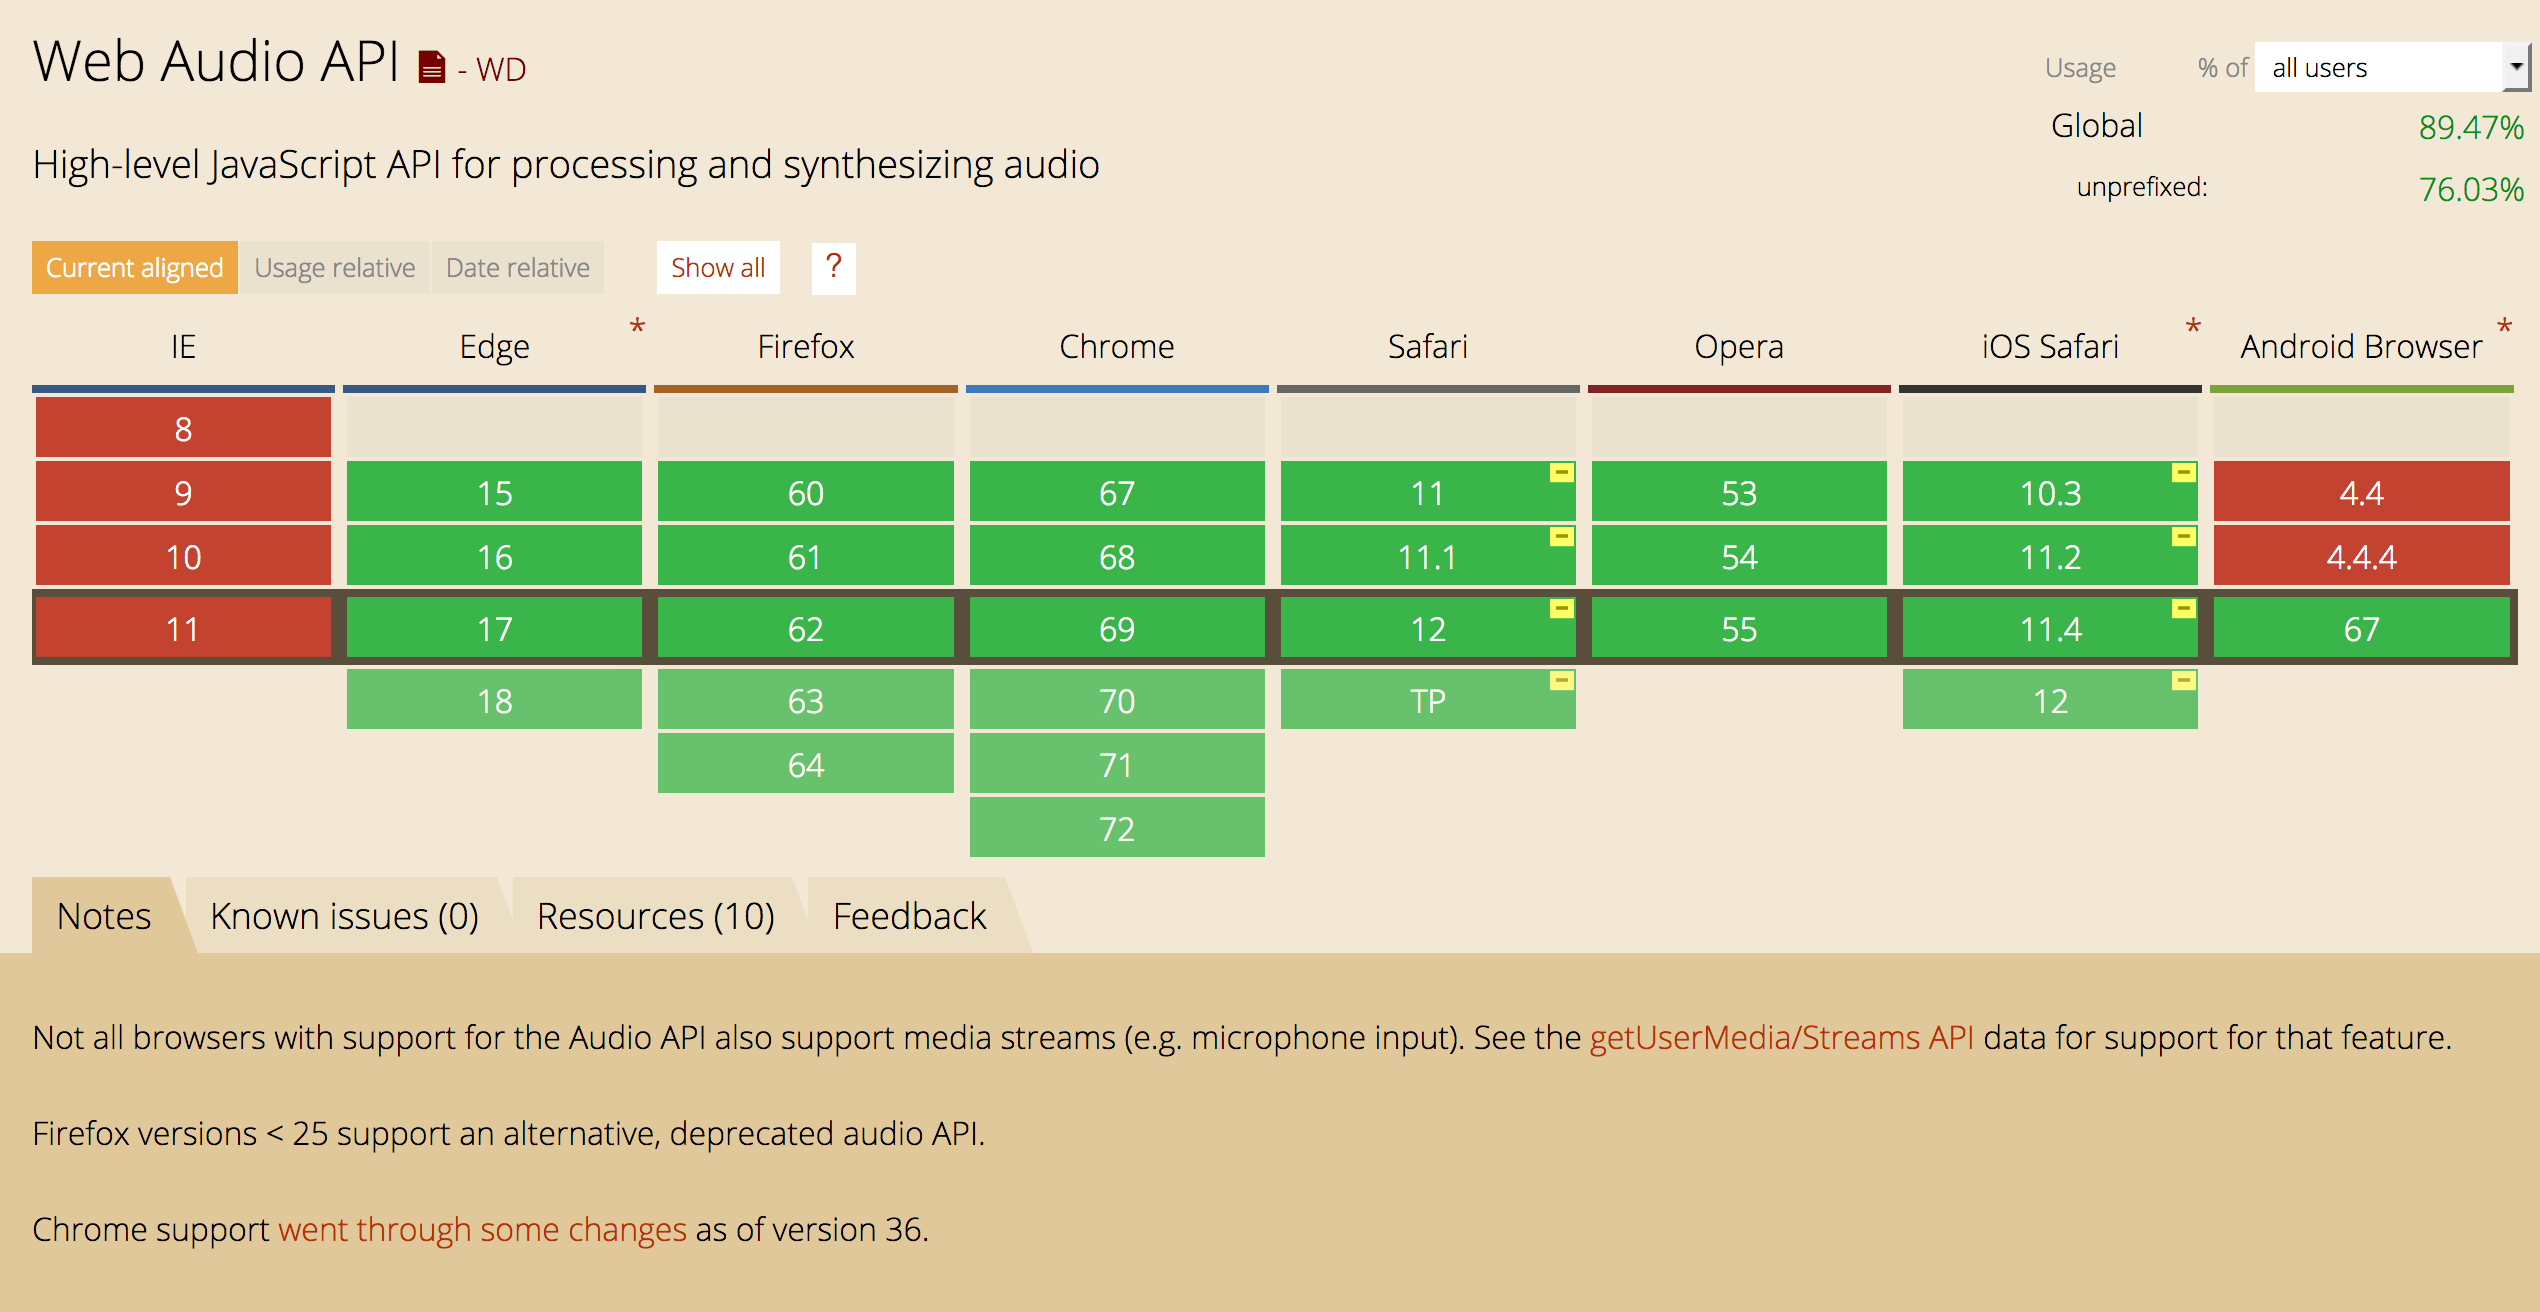 Web Audio API - WD
Usage % of all users
Global 89.47%
unprefixed: 76.03%
High-level JavaScript API for processing and synthesizing audio
Current aligned Usage relative Date relative Show all ?
IE Edge * Firefox Chrome Safari Opera iOS Safari * Android Browser *
8
9 15 60 67 11 - 53 10.3 - 4.4
10 16 61 68 11.1 - 54 11.2 - 4.4.4
11 17 62 69 12 - 55 11.4 - 67
18 63 70 TP - 12 -
64 71
72
Notes Known issues (0) Resources (10) Feedback
Not all browsers with support for the Audio API also support media streams (e.g. microphone input). See the getUserMedia/Streams API data for support for that feature.
Firefox versions < 25 support an alternative, deprecated audio API.
Chrome support went through some changes as of version 36.